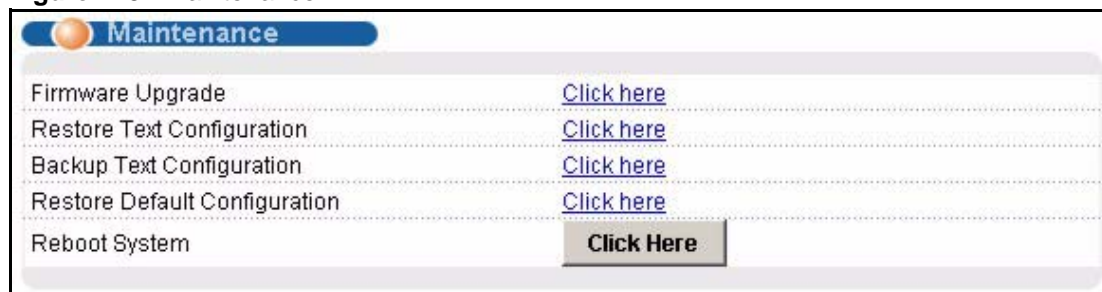 Maintenance
Firmware Upgrade Click here
Restore Text Configuration Click here
Backup Text Configuration Click here
Restore Default Configuration Click here
Reboot System Click Here